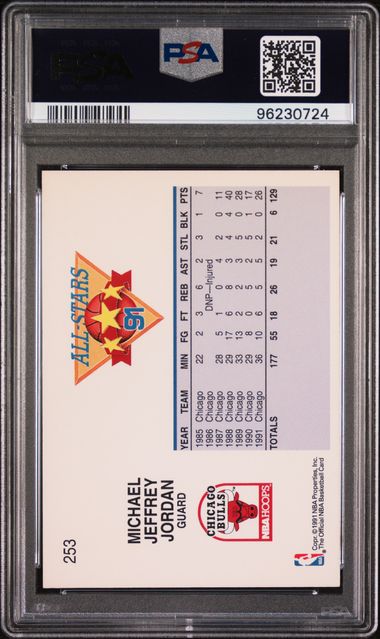 PSA
PSA
96230724
253
MICHAEL
JEFFREY
JORDAN
GUARD
CHICAGO
BULLS
NBA HOOPS
ALL-STARS
91
YEAR TEAM MIN FG FT REB AST STL BLK PTS
1985 Chicago 22 2 3 6 2 3 1 7
1986 Chicago DNP—Injured
1987 Chicago 28 5 1 0 4 2 0 11
1988 Chicago 29 17 6 8 3 4 4 40
1989 Chicago 33 13 2 2 3 5 0 28
1990 Chicago 29 8 0 5 2 5 1 17
1991 Chicago 36 10 6 5 5 2 0 26
TOTALS 177 55 18 26 19 21 6 129
Copr. ©1991 NBA Properties, Inc.
The Official NBA Basketball Card